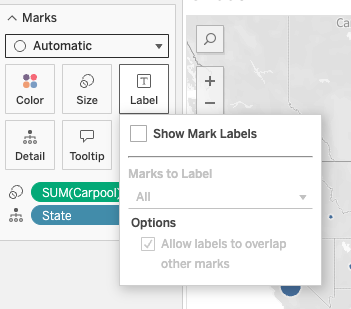 Marks
Automatic
Color
Size
Label
Detail
Tooltip
SUM(Carpool)
State
Show Mark Labels
Marks to Label
All
Options
Allow labels to overlap
other marks